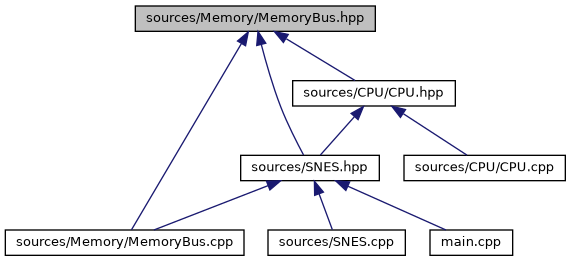 sources/Memory/MemoryBus.hpp
sources/CPU/CPU.hpp
sources/SNES.hpp
sources/CPU/CPU.cpp
sources/Memory/MemoryBus.cpp
sources/SNES.cpp
main.cpp